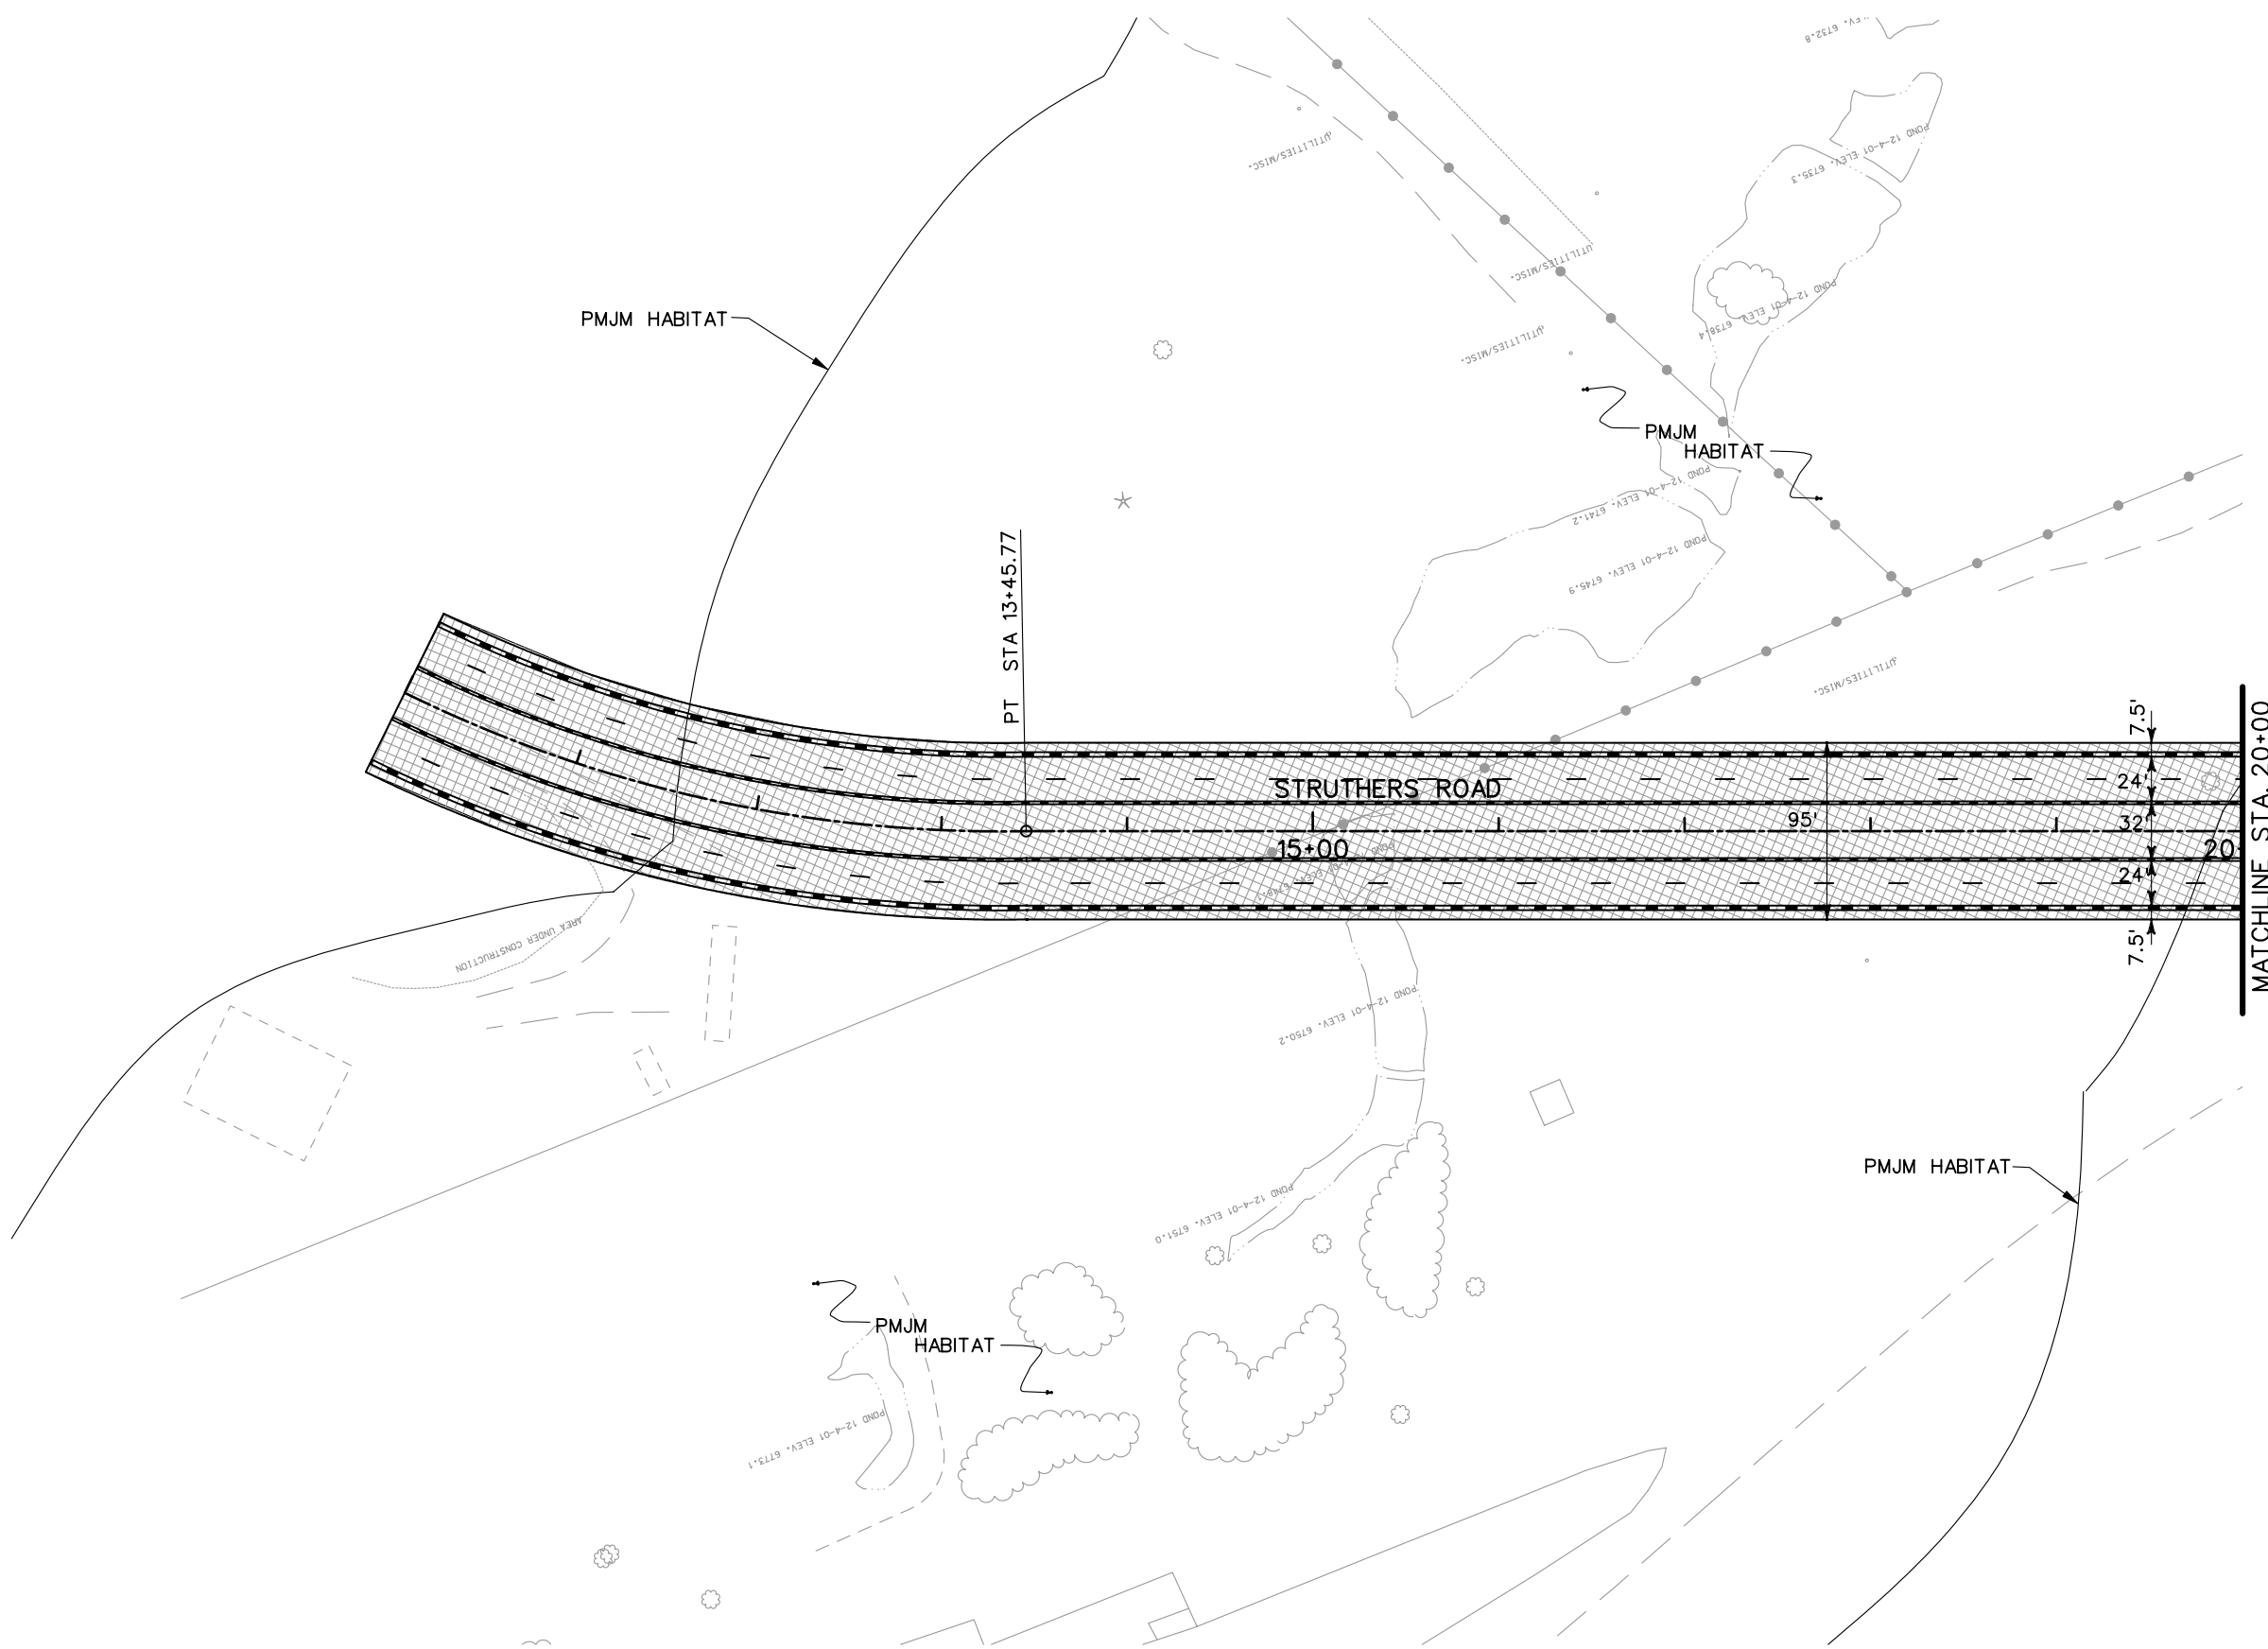 ELEV. 6732.8
POND 12-4-01 ELEV. 6735.3
UTILITIES/MISC.
UTILITIES/MISC.
POND 12-4-01 ELEV. 6738.4
PMJM HABITAT
UTILITIES/MISC.
PMJM
HABITAT
POND 12-4-01 ELEV. 6741.2
POND 12-4-01 ELEV. 6745.9
PT STA 13+45.77
UTILITIES/MISC.
7.5'
24'
STRUTHERS ROAD
95'
32'
15+00
20+
24'
7.5'
MATCHLINE STA. 20+00
AREA UNDER CONSTRUCTION
POND 12-4-01 ELEV. 6750.2
PMJM HABITAT
POND 12-4-01 ELEV. 6751.0
PMJM
HABITAT
POND 12-4-01 ELEV. 6773.1